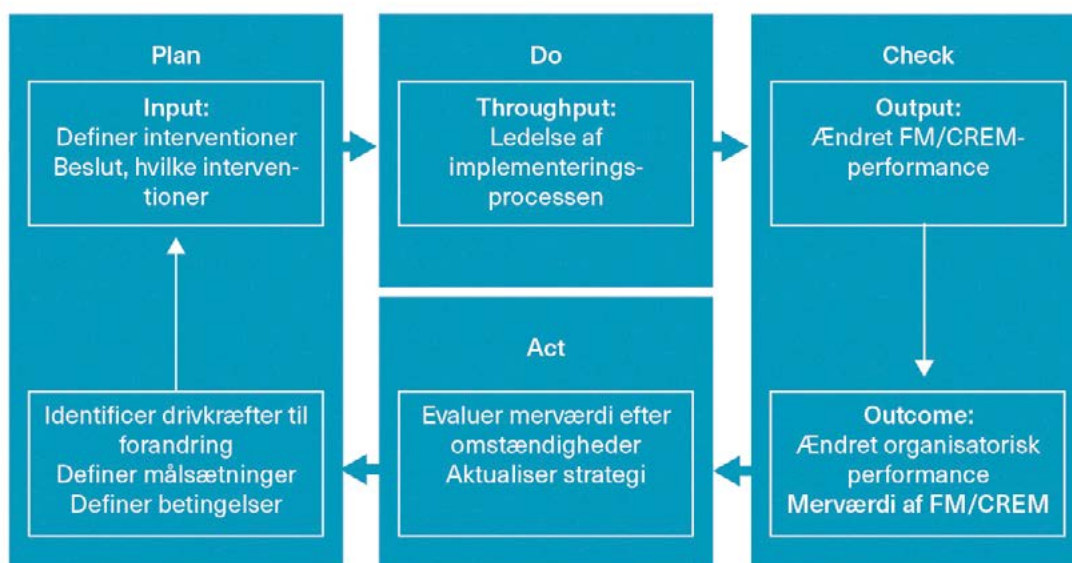 Plan
Input:
Definer interventioner
Beslut, hvilke interven-
tioner
Identificer drivkræfter til
forandring
Definer målsætninger
Definer betingelser
Do
Throughput:
Ledelse af
implementerings-
processen
Act
Evaluer merværdi efter
omstændigheder
Aktualiser strategi
Check
Output:
Ændret FM/CREM-
performance
Outcome:
Ændret organisatorisk
performance
Merværdi af FM/CREM